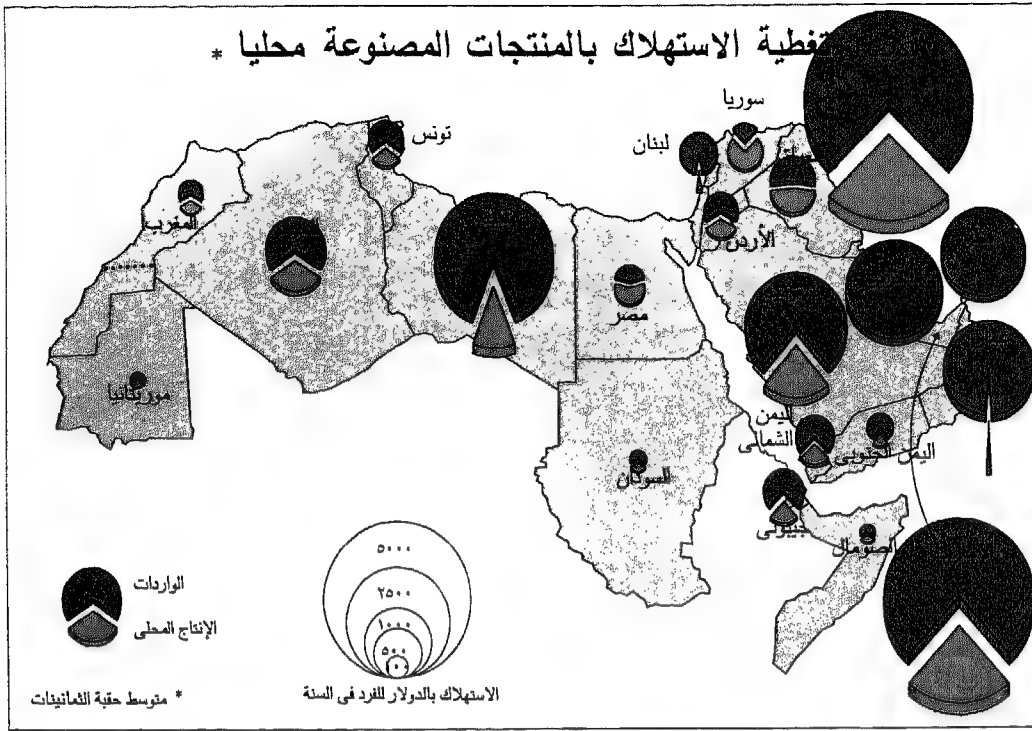 تغطية الاستهلاك بالمنتجات المصنوعة محليا *
سوريا
لبنان
تونس
المغرب
الأردن
مصر
موريتانيا
السودان
اليمن
الشمالى
اليمن الجنوبى
جيبوتى
الصومال
٥٠٠٠
٢٥٠٠
١٠٠٠
٥٠٠
١٠٠
الواردات
الإنتاج المحلى
الاستهلاك بالدولار للفرد فى السنة
* متوسط حقبة الثمانينات